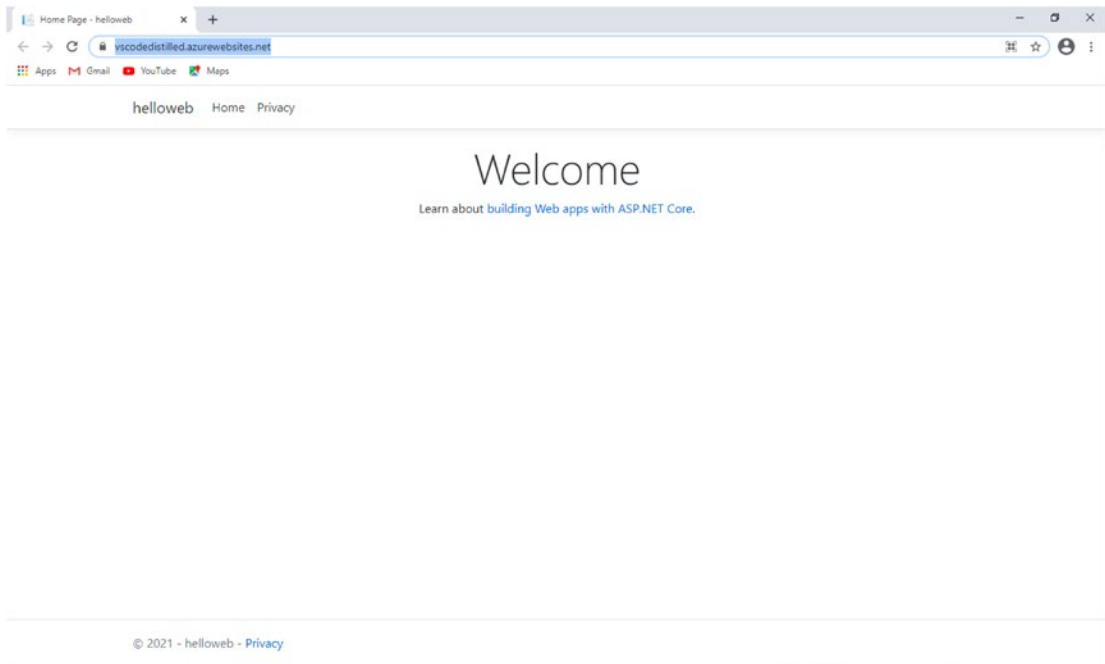 Home Page - helloweb
vscodedistilled.azurewebsites.net
Apps Gmail YouTube Maps
helloweb Home Privacy
Welcome
Learn about building Web apps with ASP.NET Core.
© 2021 - helloweb - Privacy